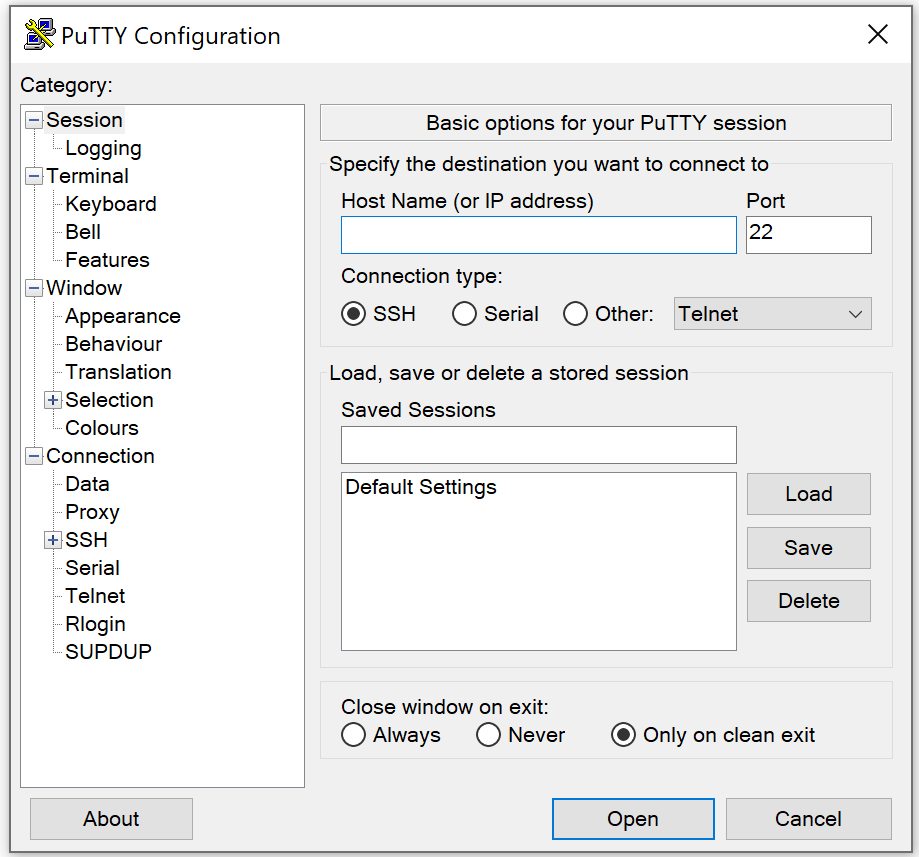 PuTTY Configuration
Category:
Session
Logging
Terminal
Keyboard
Bell
Features
Window
Appearance
Behaviour
Translation
Selection
Colours
Connection
Data
Proxy
SSH
Serial
Telnet
Rlogin
SUPDUP
Basic options for your PuTTY session
Specify the destination you want to connect to
Host Name (or IP address) Port
22
Connection type:
SSH Serial Other: Telnet
Load, save or delete a stored session
Saved Sessions
Default Settings
Load
Save
Delete
Close window on exit:
Always Never Only on clean exit
About Open Cancel